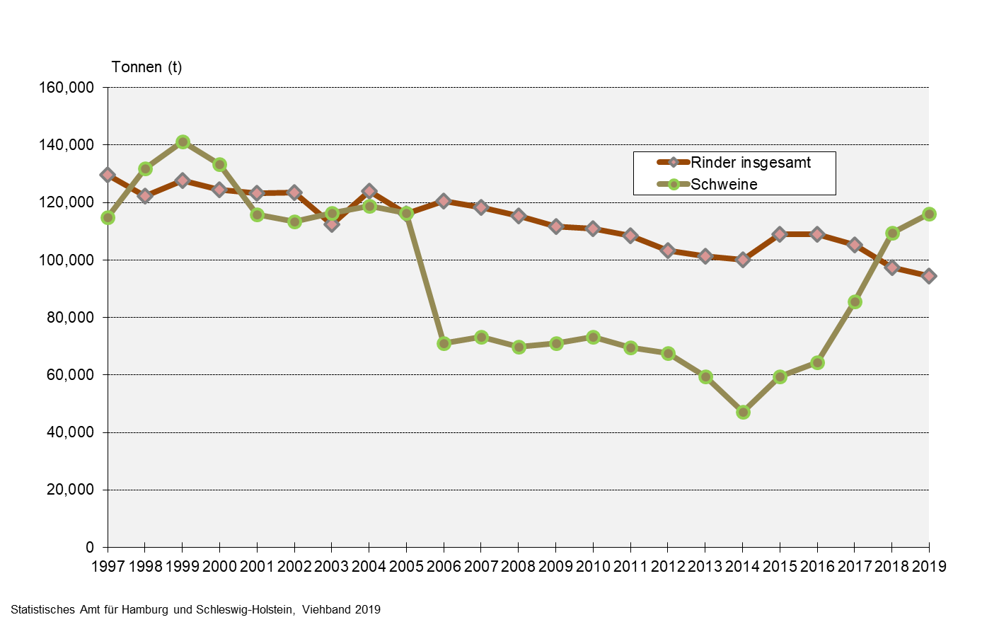 Tonnen (t)
160,000
140,000
120,000
100,000
80,000
60,000
40,000
20,000
0
Rinder insgesamt
Schweine
1997 1998 1999 2000 2001 2002 2003 2004 2005 2006 2007 2008 2009 2010 2011 2012 2013 2014 2015 2016 2017 2018 2019
Statistisches Amt für Hamburg und Schleswig-Holstein, Viehband 2019